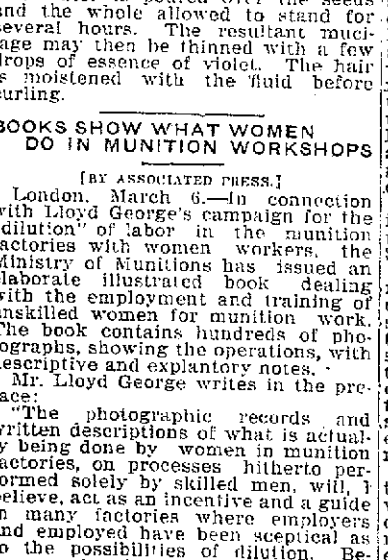 and the whole allowed to stand for
several hours. The resultant muci-
age may then be thinned with a few
drops of essence of violet. The hair
s moistened with the fluid before
curling.
BOOKS SHOW WHAT WOMEN
DO IN MUNITION WORKSHOPS
[BY ASSOCIATED PRESS.]
London, March 6.—In connection
with Lloyd George's campaign for the
"dilution" of labor in the munition
factories with women workers, the
Ministry of Munitions has issued an
elaborate illustrated book dealing
with the employment and training of
unskilled women for munition work.
The book contains hundreds of pho-
tographs, showing the operations, with
descriptive and explantory notes.
Mr. Lloyd George writes in the pre-
ace:
"The photographic records and
written descriptions of what is actual-
y being done by women in munition
factories, on processes hitherto per-
formed solely by skilled men, will, I
believe, act as an incentive and a guide
n many factories where employers
and employed have been sceptical as
o the possibilities of dilution. Be-